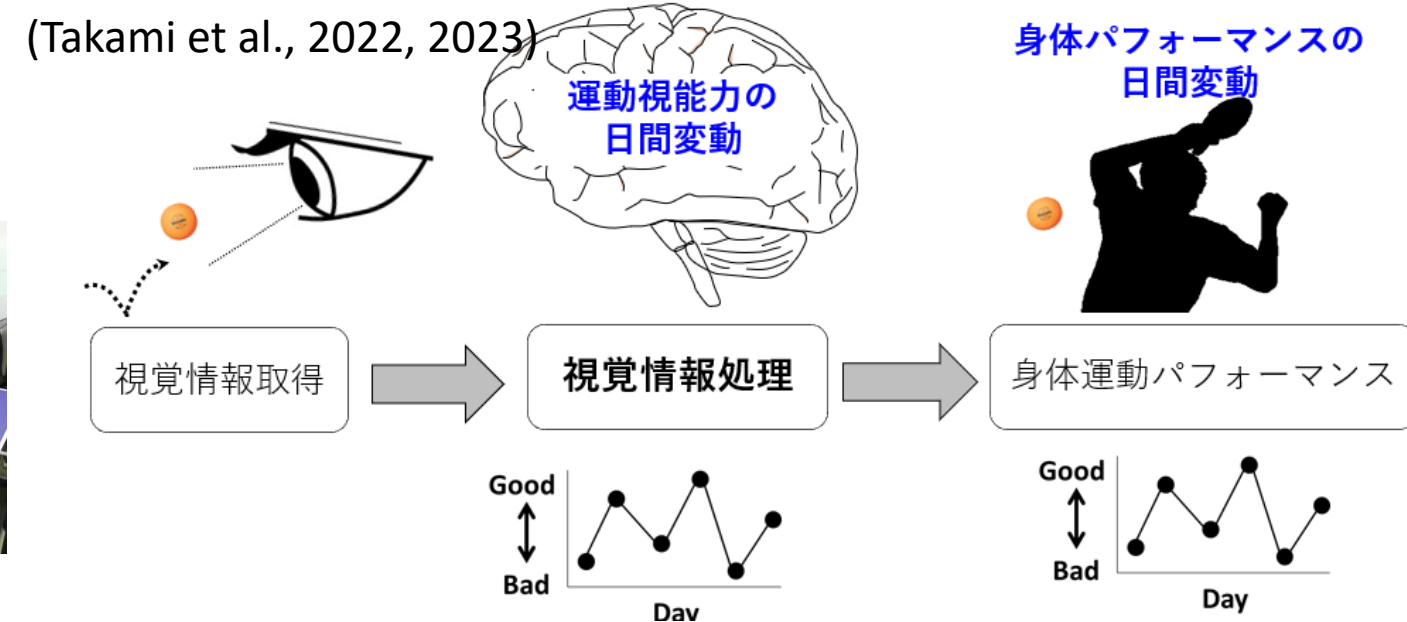 (Takami et al., 2022, 2023)
運動視能力の
日間変動
身体パフォーマンスの
日間変動
視覚情報取得
視覚情報処理
身体運動パフォーマンス
Good
Bad
Day
Good
Bad
Day